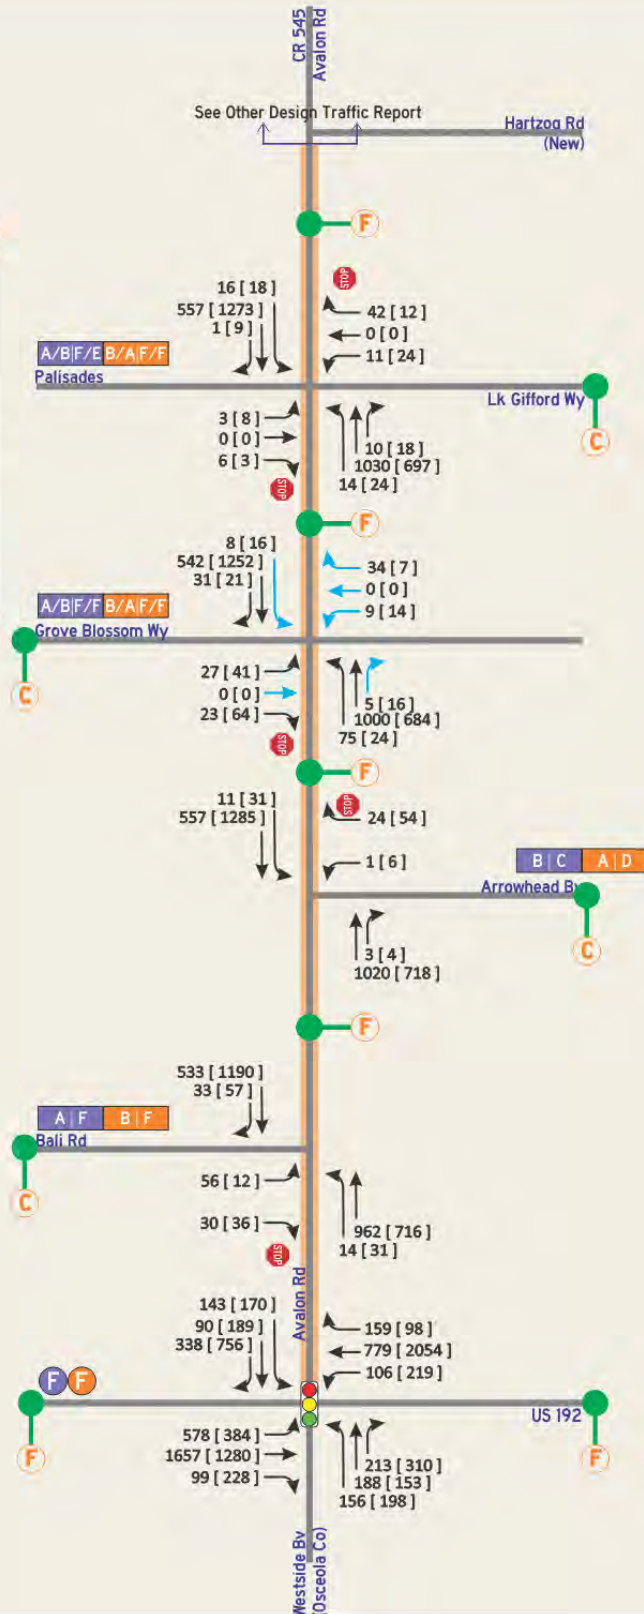 CR 545
Avalon Rd
See Other Design Traffic Report
Hartzog Rd
(New)
F
STOP
16 [ 18 ]
557 [ 1273 ]
1 [ 9 ]
42 [ 12 ]
0 [ 0 ]
11 [ 24 ]
A/B F/E B/A F/F
Palisades
Lk Gifford Wy
C
3 [ 8 ]
0 [ 0 ]
6 [ 3 ]
STOP
10 [ 18 ]
1030 [ 697 ]
14 [ 24 ]
F
8 [ 16 ]
542 [ 1252 ]
31 [ 21 ]
34 [ 7 ]
0 [ 0 ]
9 [ 14 ]
A/B F/F B/A F/F
Grove Blossom Wy
C
27 [ 41 ]
0 [ 0 ]
23 [ 64 ]
STOP
5 [ 16 ]
1000 [ 684 ]
75 [ 24 ]
F
11 [ 31 ]
557 [ 1285 ]
STOP
24 [ 54 ]
1 [ 6 ]
B C A D
Arrowhead Bv
C
3 [ 4 ]
1020 [ 718 ]
F
533 [ 1190 ]
33 [ 57 ]
A F B F
Bali Rd
C
56 [ 12 ]
30 [ 36 ]
STOP
962 [ 716 ]
14 [ 31 ]
Avalon Rd
143 [ 170 ]
90 [ 189 ]
338 [ 756 ]
159 [ 98 ]
779 [ 2054 ]
106 [ 219 ]
F F
US 192
F
F
578 [ 384 ]
1657 [ 1280 ]
99 [ 228 ]
213 [ 310 ]
188 [ 153 ]
156 [ 198 ]
Westside Bv
(Osceola Co)